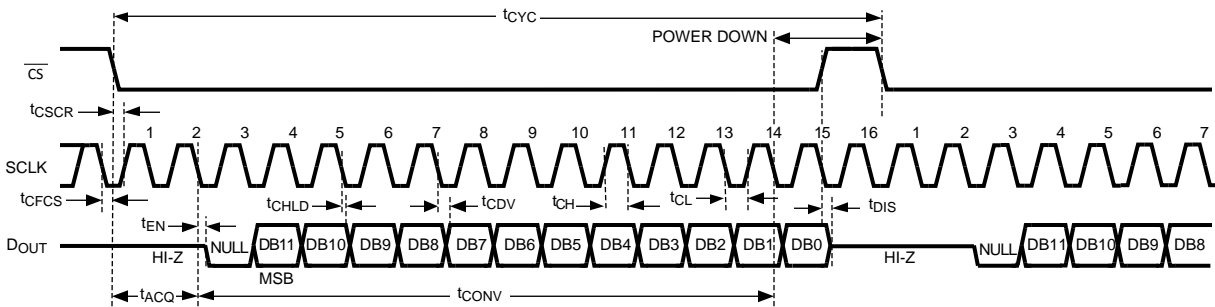 tCYC
POWER DOWN
CS
tCSCR
1 2 3 4 5 6 7 8 9 10 11 12 13 14 15 16 1 2 3 4 5 6 7
SCLK
tCFCS
tCHLD tCDV tCH tCL tDIS
tEN
DOUT
HI-Z NULL DB11 DB10 DB9 DB8 DB7 DB6 DB5 DB4 DB3 DB2 DB1 DB0 HI-Z NULL DB11 DB10 DB9 DB8
MSB
tACQ tCONV